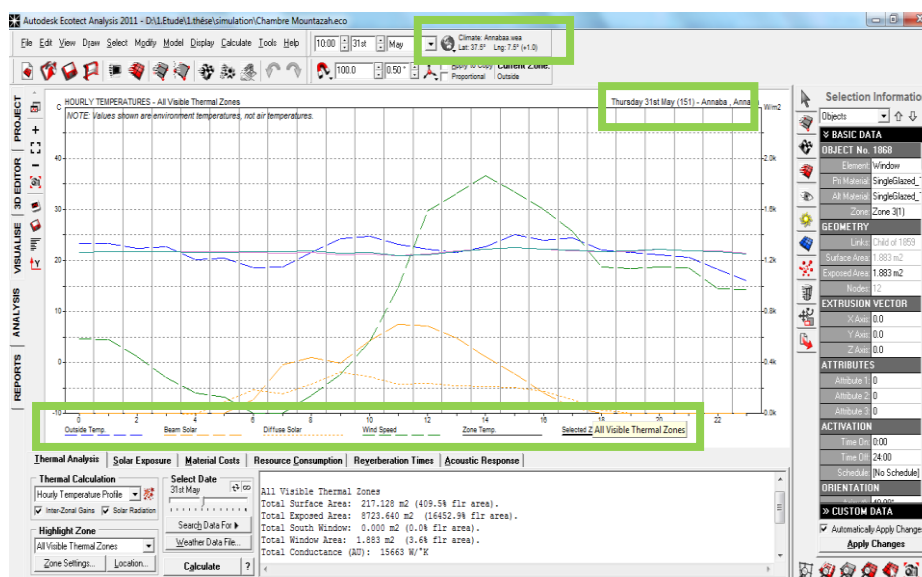 Autodesk Ecotect Analysis 2011 - D:\1.Etude\1.thése\simulation\Chambre Mountazah.eco
File Edit View Draw Select Modify Model Display Calculate Tools Help
10:00 31st May
Climate: Annabaa.wea
Lat: 37.5° Lng: 7.5° (+1.0)
100.0 0.50 °
Apply to Copy
Proportional
Current Zone:
Outside
PROJECT
3D EDITOR
VISUALISE
ANALYSIS
REPORTS
C HOURLY TEMPERATURES - All Visible Thermal Zones
Thursday 31st May (151) - Annaba , Anna
W/m2
NOTE: Values shown are environment temperatures, not air temperatures.
40
30
20
10
0
-10
2.0k
1.6k
1.2k
0.8k
0.4k
0.0k
0 2 4 6 8 10 12 14 16 18 20 22
Outside Temp. Beam Solar Diffuse Solar Wind Speed Zone Temp. Selected Z
All Visible Thermal Zones
Thermal Analysis Solar Exposure Material Costs Resource Consumption Reverberation Times Acoustic Response
Thermal Calculation
Hourly Temperature Profile
Inter-Zonal Gains Solar Radiation
Highlight Zone
All Visible Thermal Zones
Zone Settings... Location...
Select Date
31st May
Search Data For
Weather Data File...
Calculate ?
All Visible Thermal Zones
Total Surface Area: 217.128 m2 (409.5% flr area).
Total Exposed Area: 8723.640 m2 (16452.9% flr area).
Total South Window: 0.000 m2 (0.0% flr area).
Total Window Area: 1.883 m2 (3.6% flr area).
Total Conductance (AU): 15663 W/°K
Selection Informatio
Objects
BASIC DATA
OBJECT No. 1868
Element Window
Pri Material SingleGlazed_
Alt Material SingleGlazed_
Zone Zone 3(1)
GEOMETRY
Links Child of 1859
Surface Area 1.883 m2
Exposed Area 1.883 m2
Nodes 12
EXTRUSION VECTOR
X Axis 0.0
Y Axis 0.0
Z Axis 0.0
ATTRIBUTES
Attribute 1 0
Attribute 2 0
Attribute 3 0
ACTIVATION
Time On 0:00
Time Off 24:00
Schedule [No Schedule]
ORIENTATION
CUSTOM DATA
Automatically Apply Change
Apply Changes